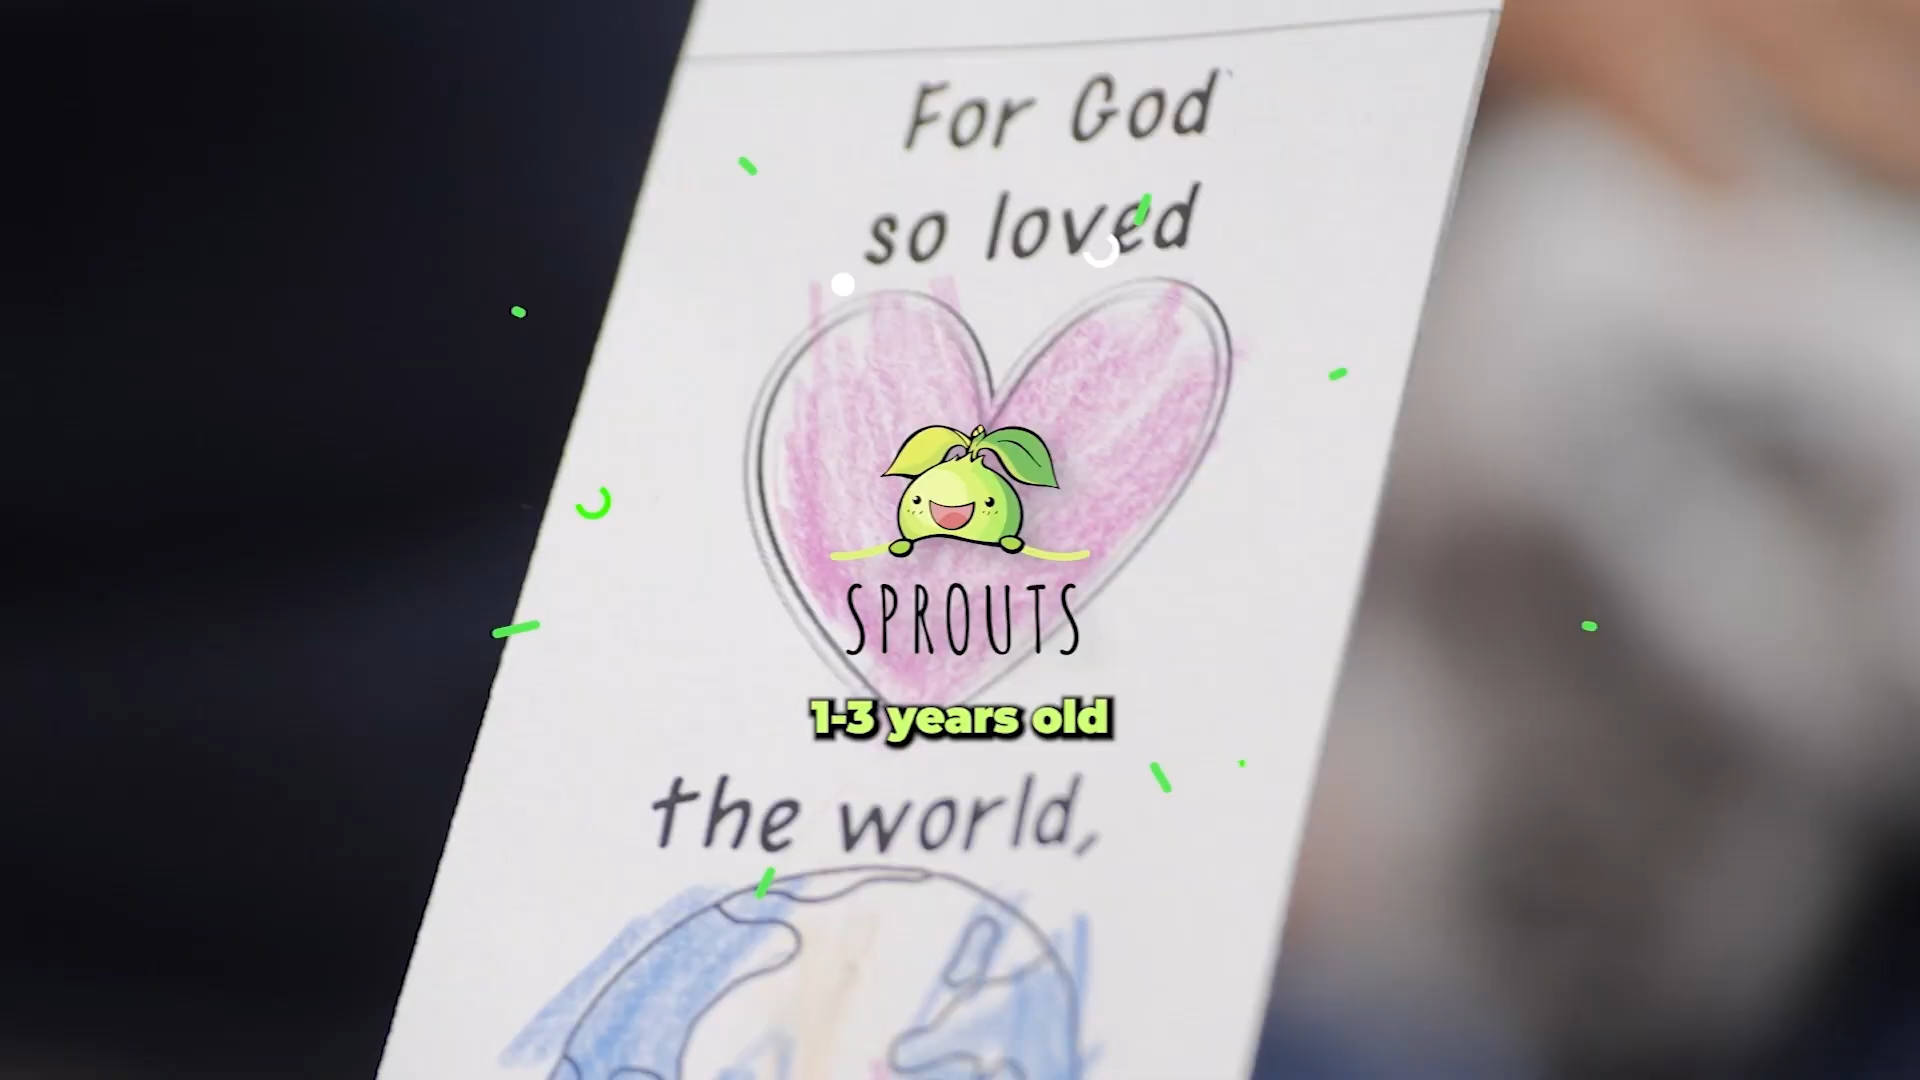 For God
so loved
SPROUTS
1-3 years old
the world,